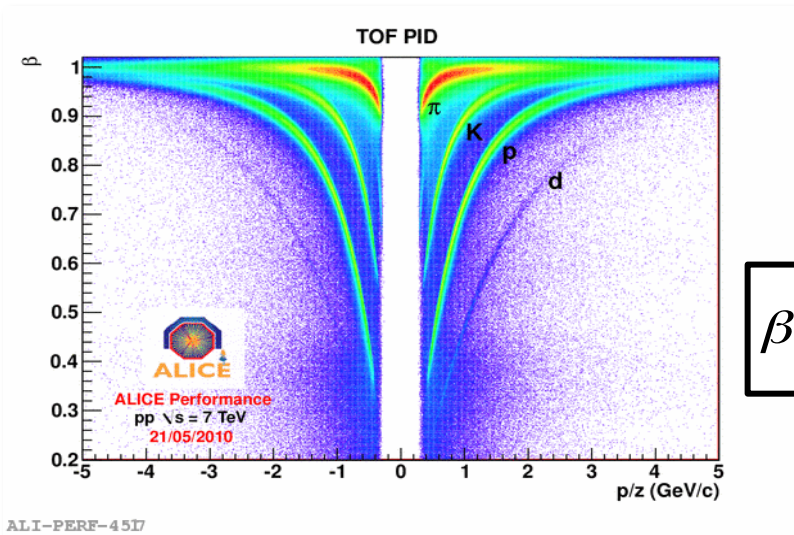 TOF PID
β
1
0.9
0.8
0.7
0.6
0.5
0.4
0.3
0.2
π
K
p
d
β
ALICE
ALICE Performance
pp √s = 7 TeV
21/05/2010
-5 -4 -3 -2 -1 0 1 2 3 4 5
p/z (GeV/c)
ALI-PERF-4517